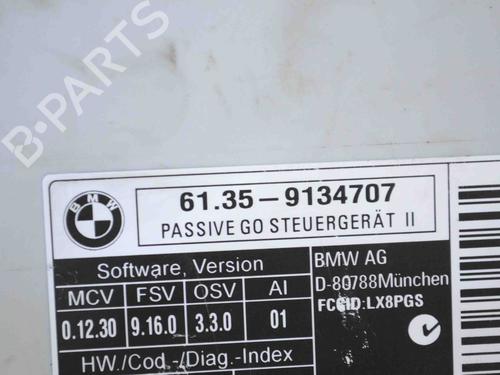 B-PARTS
BMW
61.35-9134707
PASSIVE GO STEUERGERÄT II
Software, Version
MCV FSV OSV AI
0.12.30 9.16.0 3.3.0 01
HW./Cod.-/Diag.-Index
BMW AG
D-80788München
FCCID:LX8PGS